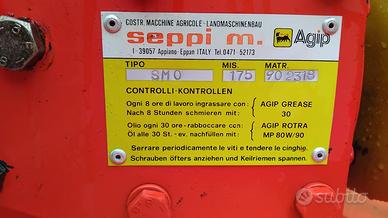 COSTR. MACCHINE AGRICOLE - LANDMASCHINENBAU
seppi m. Agip
I - 39057 Appiano - Eppan ITALY Tel. 0471 - 52173
TIPO MIS. MATR.
SMO 175 902319
CONTROLLI - KONTROLLEN
Ogni 8 ore di lavoro ingrassare con: = AGIP GREASE
Nach 8 Stunden schmieren mit: 30
Olio ogni 30 ore - rabboccare con: = AGIP ROTRA
Öl alle 30 St. - ev. nachfüllen mit: MP 80W/90
Serrare periodicamente le viti e tendere le cinghie.
Schrauben öfters anziehen und Keilriemen spannen.
subito